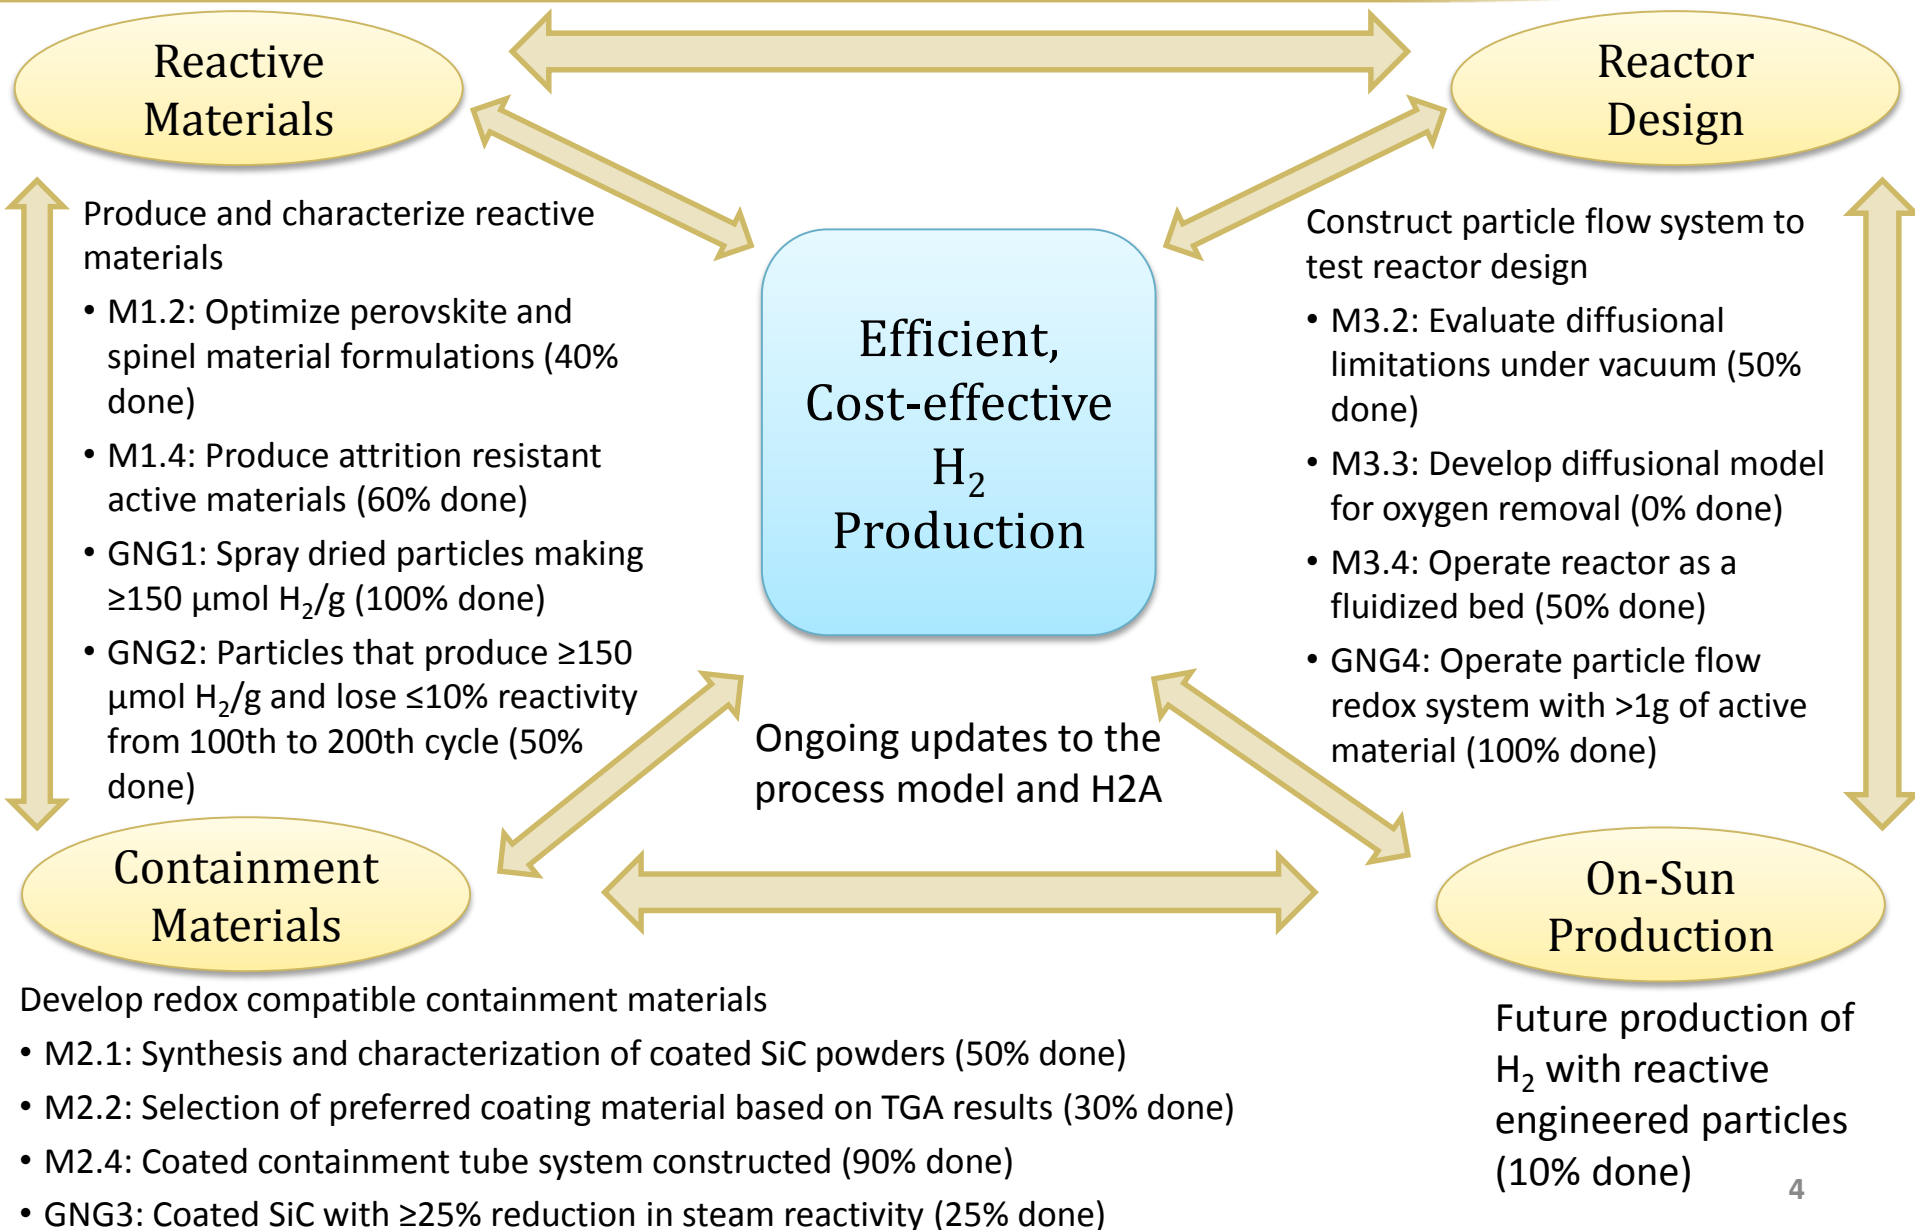 Reactive
Materials
Reactor
Design
Produce and characterize reactive
materials
• M1.2: Optimize perovskite and
spinel material formulations (40%
done)
• M1.4: Produce attrition resistant
active materials (60% done)
• GNG1: Spray dried particles making
≥150 µmol H₂/g (100% done)
• GNG2: Particles that produce ≥150
µmol H₂/g and lose ≤10% reactivity
from 100th to 200th cycle (50%
done)
Efficient,
Cost-effective
H₂
Production
Construct particle flow system to
test reactor design
• M3.2: Evaluate diffusional
limitations under vacuum (50%
done)
• M3.3: Develop diffusional model
for oxygen removal (0% done)
• M3.4: Operate reactor as a
fluidized bed (50% done)
• GNG4: Operate particle flow
redox system with >1g of active
material (100% done)
Ongoing updates to the
process model and H2A
Containment
Materials
On-Sun
Production
Develop redox compatible containment materials
• M2.1: Synthesis and characterization of coated SiC powders (50% done)
• M2.2: Selection of preferred coating material based on TGA results (30% done)
• M2.4: Coated containment tube system constructed (90% done)
• GNG3: Coated SiC with ≥25% reduction in steam reactivity (25% done)
Future production of
H₂ with reactive
engineered particles
(10% done)
4